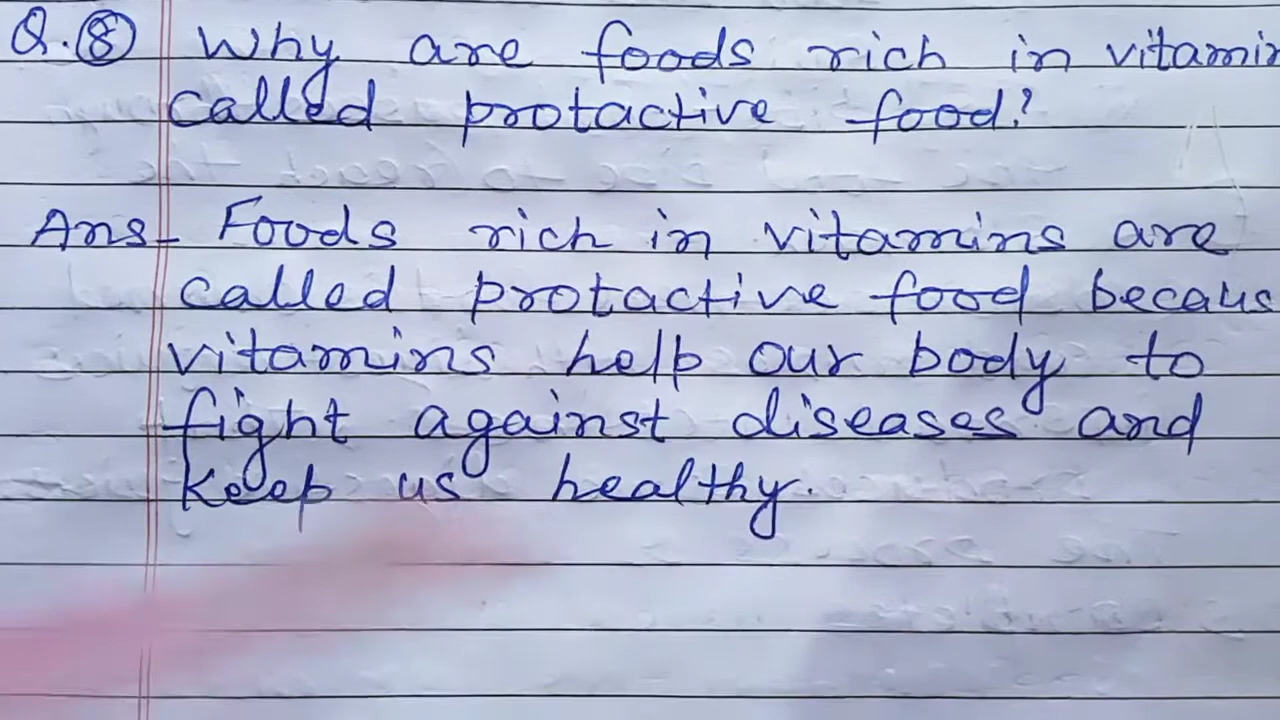 Q.⑧ Why are foods rich in vitamin
called protactive food?
Ans- Foods rich in vitamins are
called protactive food becaus
vitamins help our body to
fight against diseases and
keep us healthy.